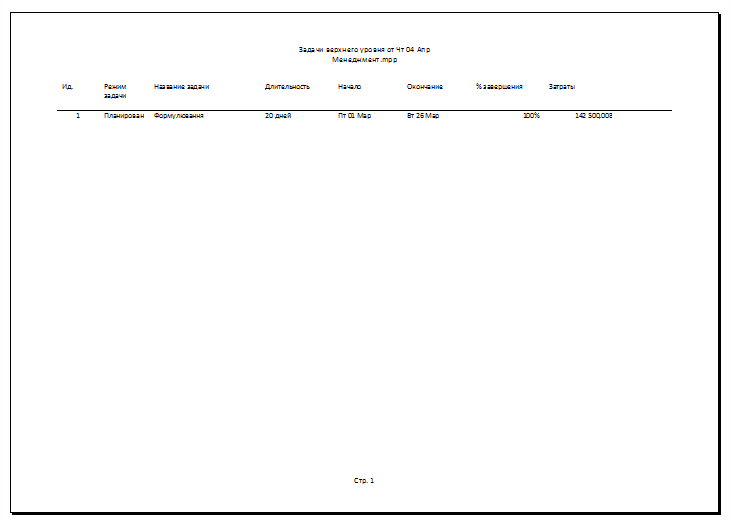 Задачи верхнего уровня от Чт 04 Апр
Менеджмент.mpp
Ид. Режим задачи Название задачи Длительность Начало Окончание % завершения Затраты
1 Планирован Формулювання 20 дней Пт 01 Мар Вт 26 Мар 100% 142 500,00₴
Стр. 1